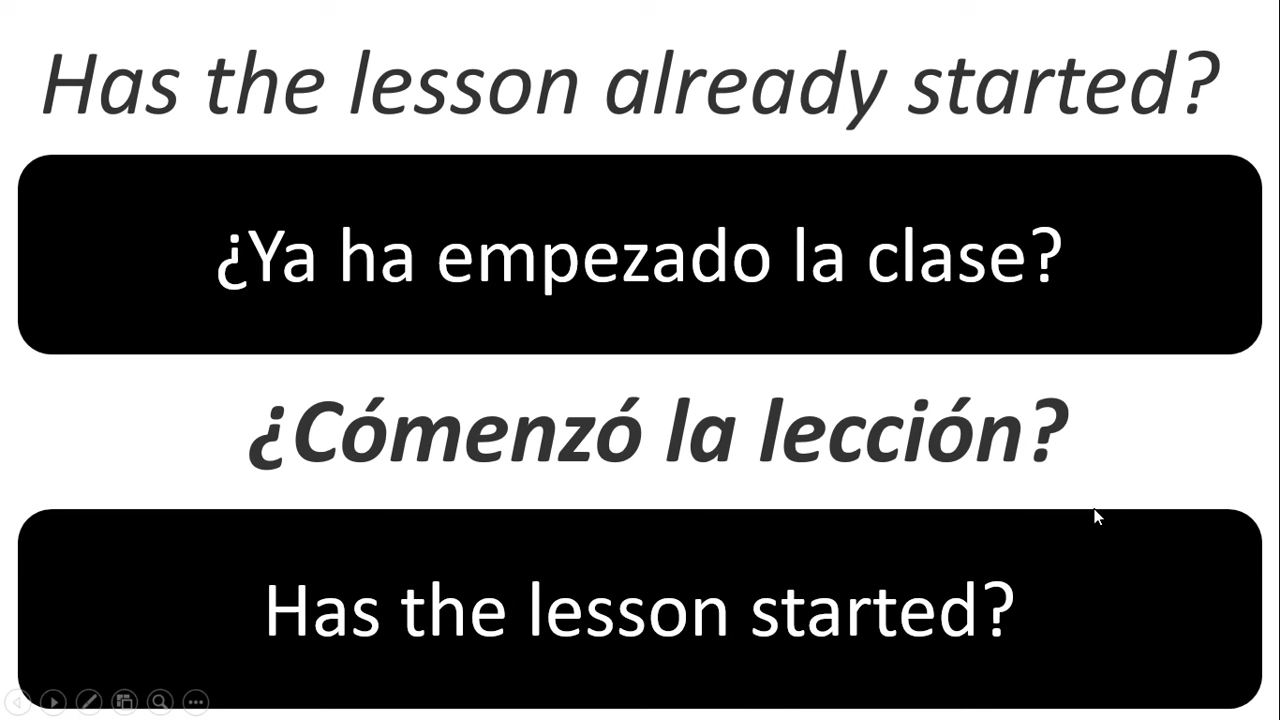 Has the lesson already started?
¿Ya ha empezado la clase?
¿Cómenzó la lección?
Has the lesson started?